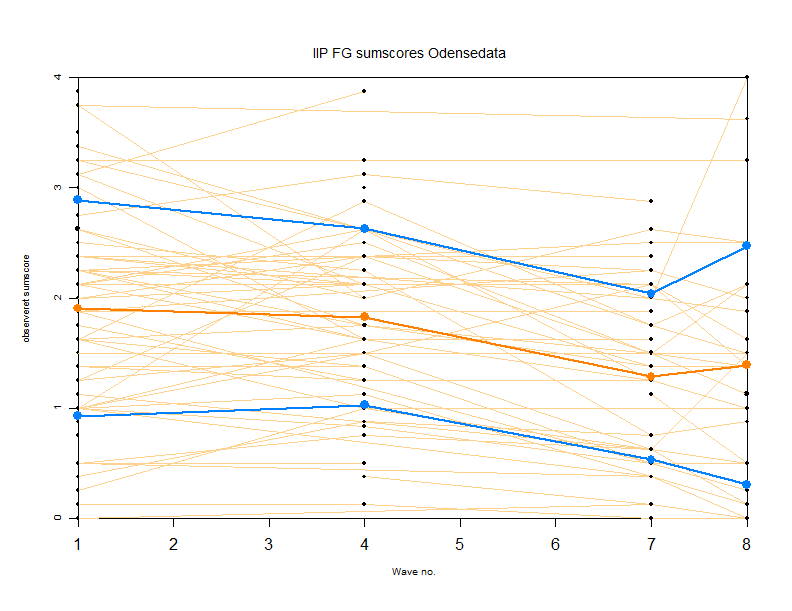 IIP FG sumscores Odensedata
4
3
2
1
0
observeret sumscore
1 2 3 4 5 6 7 8
Wave no.